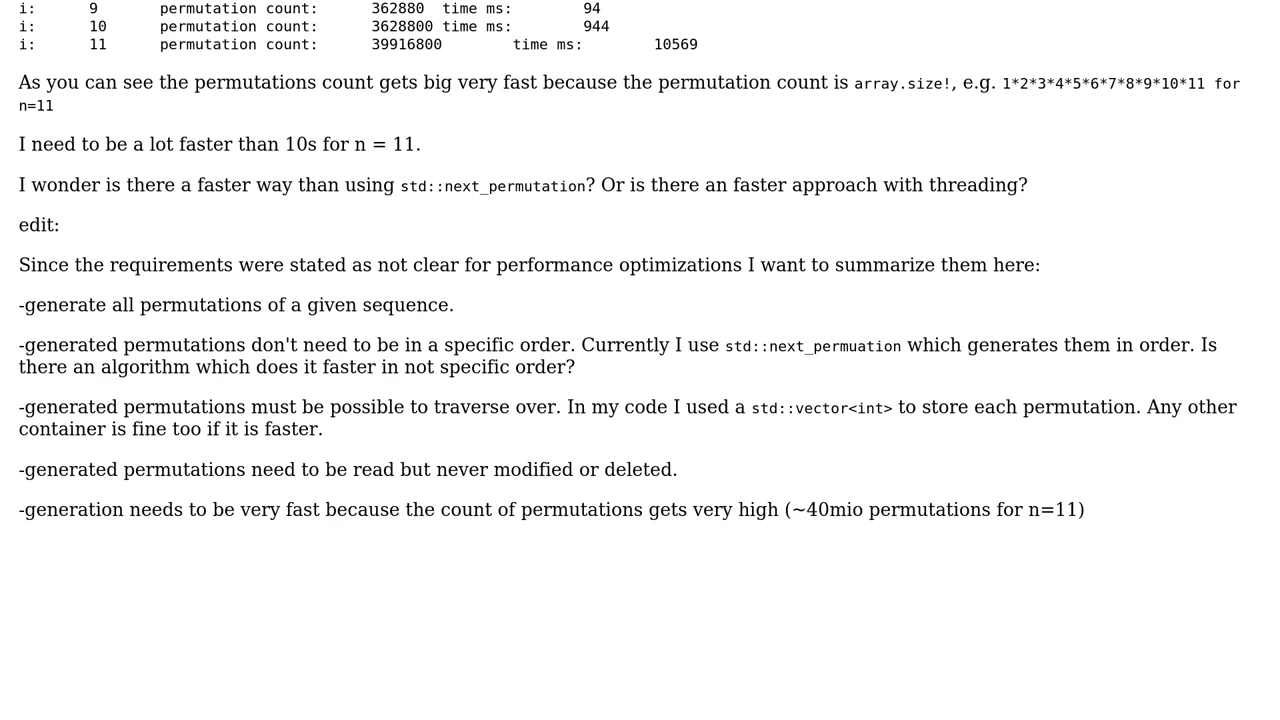 i: 9 permutation count: 362880 time ms: 94
i: 10 permutation count: 3628800 time ms: 944
i: 11 permutation count: 39916800 time ms: 10569
As you can see the permutations count gets big very fast because the permutation count is array.size!, e.g. 1*2*3*4*5*6*7*8*9*10*11 for
n=11
I need to be a lot faster than 10s for n = 11.
I wonder is there a faster way than using std::next_permutation? Or is there an faster approach with threading?
edit:
Since the requirements were stated as not clear for performance optimizations I want to summarize them here:
-generate all permutations of a given sequence.
-generated permutations don't need to be in a specific order. Currently I use std::next_permuation which generates them in order. Is
there an algorithm which does it faster in not specific order?
-generated permutations must be possible to traverse over. In my code I used a std::vector<int> to store each permutation. Any other
container is fine too if it is faster.
-generated permutations need to be read but never modified or deleted.
-generation needs to be very fast because the count of permutations gets very high (~40mio permutations for n=11)